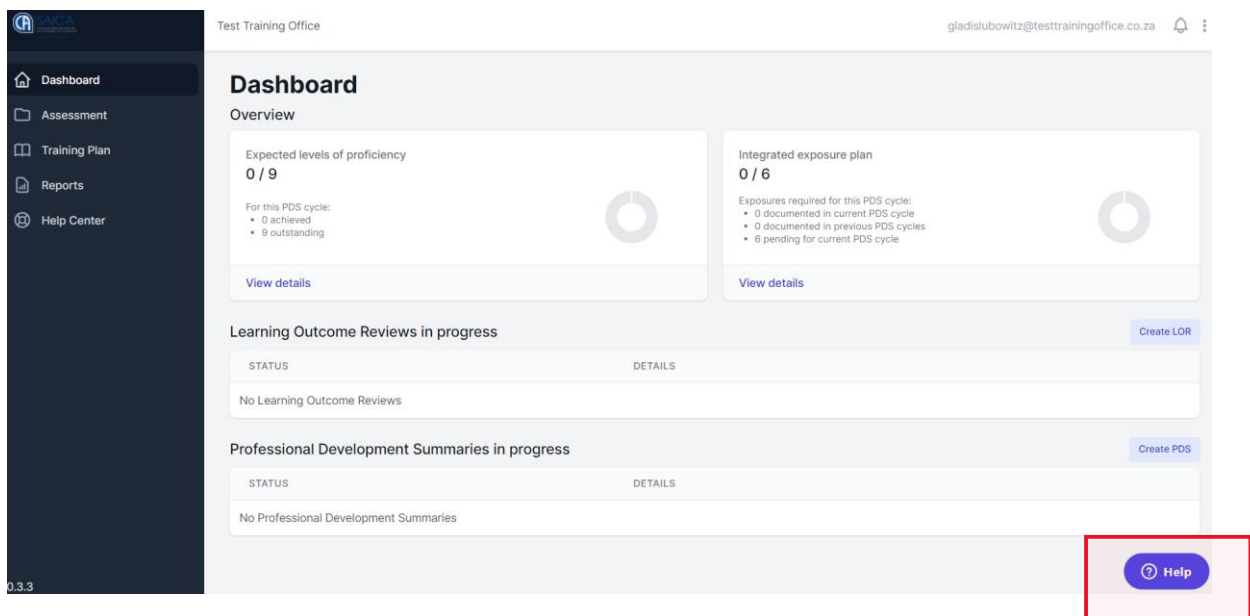 CA SAICA
Test Training Office
gladislubowitz@testtrainingoffice.co.za
Dashboard
Assessment
Training Plan
Reports
Help Center
0.3.3
Dashboard
Overview
Expected levels of proficiency
0 / 9
For this PDS cycle:
• 0 achieved
• 9 outstanding
View details
Integrated exposure plan
0 / 6
Exposures required for this PDS cycle:
• 0 documented in current PDS cycle
• 0 documented in previous PDS cycles
• 6 pending for current PDS cycle
View details
Learning Outcome Reviews in progress
Create LOR
STATUS DETAILS
No Learning Outcome Reviews
Professional Development Summaries in progress
Create PDS
STATUS DETAILS
No Professional Development Summaries
? Help